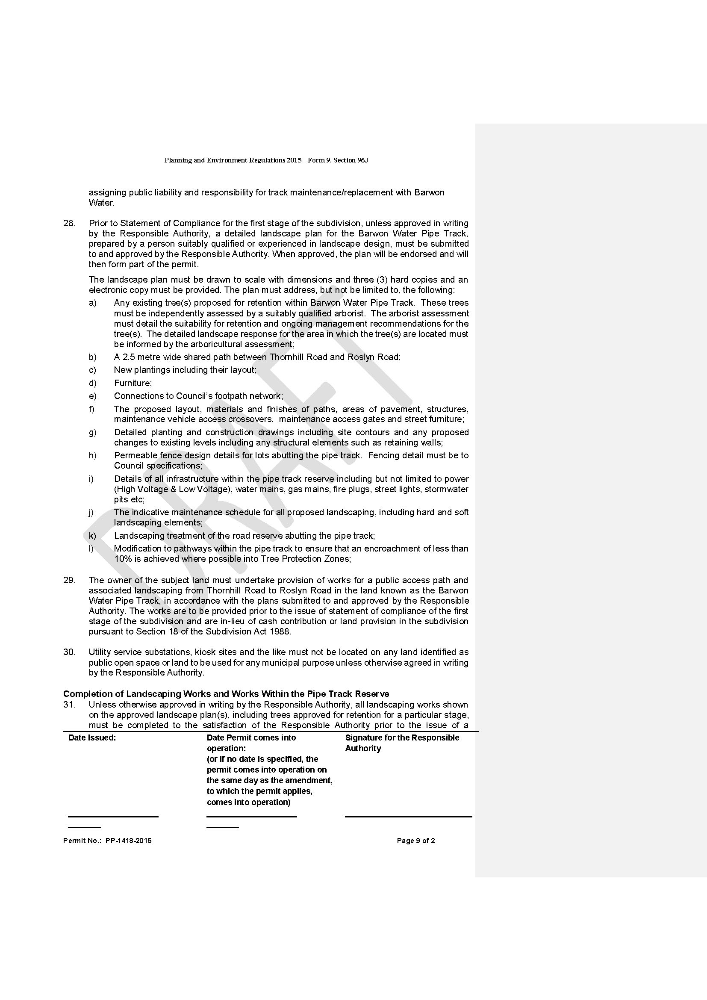 Planning and Environment Regulations 2015 - Form 9. Section 96J
assigning public liability and responsibility for track maintenance/replacement with Barwon
Water.
28. Prior to Statement of Compliance for the first stage of the subdivision, unless approved in writing
by the Responsible Authority, a detailed landscape plan for the Barwon Water Pipe Track,
prepared by a person suitably qualified or experienced in landscape design, must be submitted
to and approved by the Responsible Authority. When approved, the plan will be endorsed and will
then form part of the permit.
The landscape plan must be drawn to scale with dimensions and three (3) hard copies and an
electronic copy must be provided. The plan must address, but not be limited to, the following:
a) Any existing tree(s) proposed for retention within Barwon Water Pipe Track. These trees
must be independently assessed by a suitably qualified arborist. The arborist assessment
must detail the suitability for retention and ongoing management recommendations for the
tree(s). The detailed landscape response for the area in which the tree(s) are located must
be informed by the arboricultural assessment;
b) A 2.5 metre wide shared path between Thornhill Road and Roslyn Road;
c) New plantings including their layout;
d) Furniture;
e) Connections to Council's footpath network;
f) The proposed layout, materials and finishes of paths, areas of pavement, structures,
maintenance vehicle access crossovers, maintenance access gates and street furniture;
g) Detailed planting and construction drawings including site contours and any proposed
changes to existing levels including any structural elements such as retaining walls;
h) Permeable fence design details for lots abutting the pipe track. Fencing detail must be to
Council specifications;
i) Details of all infrastructure within the pipe track reserve including but not limited to power
(High Voltage & Low Voltage), water mains, gas mains, fire plugs, street lights, stormwater
pits etc;
j) The indicative maintenance schedule for all proposed landscaping, including hard and soft
landscaping elements;
k) Landscaping treatment of the road reserve abutting the pipe track;
l) Modification to pathways within the pipe track to ensure that an encroachment of less than
10% is achieved where possible into Tree Protection Zones;
29. The owner of the subject land must undertake provision of works for a public access path and
associated landscaping from Thornhill Road to Roslyn Road in the land known as the Barwon
Water Pipe Track, in accordance with the plans submitted to and approved by the Responsible
Authority. The works are to be provided prior to the issue of statement of compliance of the first
stage of the subdivision and are in-lieu of cash contribution or land provision in the subdivision
pursuant to Section 18 of the Subdivision Act 1988.
30. Utility service substations, kiosk sites and the like must not be located on any land identified as
public open space or land to be used for any municipal purpose unless otherwise agreed in writing
by the Responsible Authority.
Completion of Landscaping Works and Works Within the Pipe Track Reserve
31. Unless otherwise approved in writing by the Responsible Authority, all landscaping works shown
on the approved landscape plan(s), including trees approved for retention for a particular stage,
must be completed to the satisfaction of the Responsible Authority prior to the issue of a
Date Issued:
Date Permit comes into
operation:
(or if no date is specified, the
permit comes into operation on
the same day as the amendment,
to which the permit applies,
comes into operation)
Signature for the Responsible
Authority
Permit No.: PP-1418-2015
Page 9 of 2
DRAFT